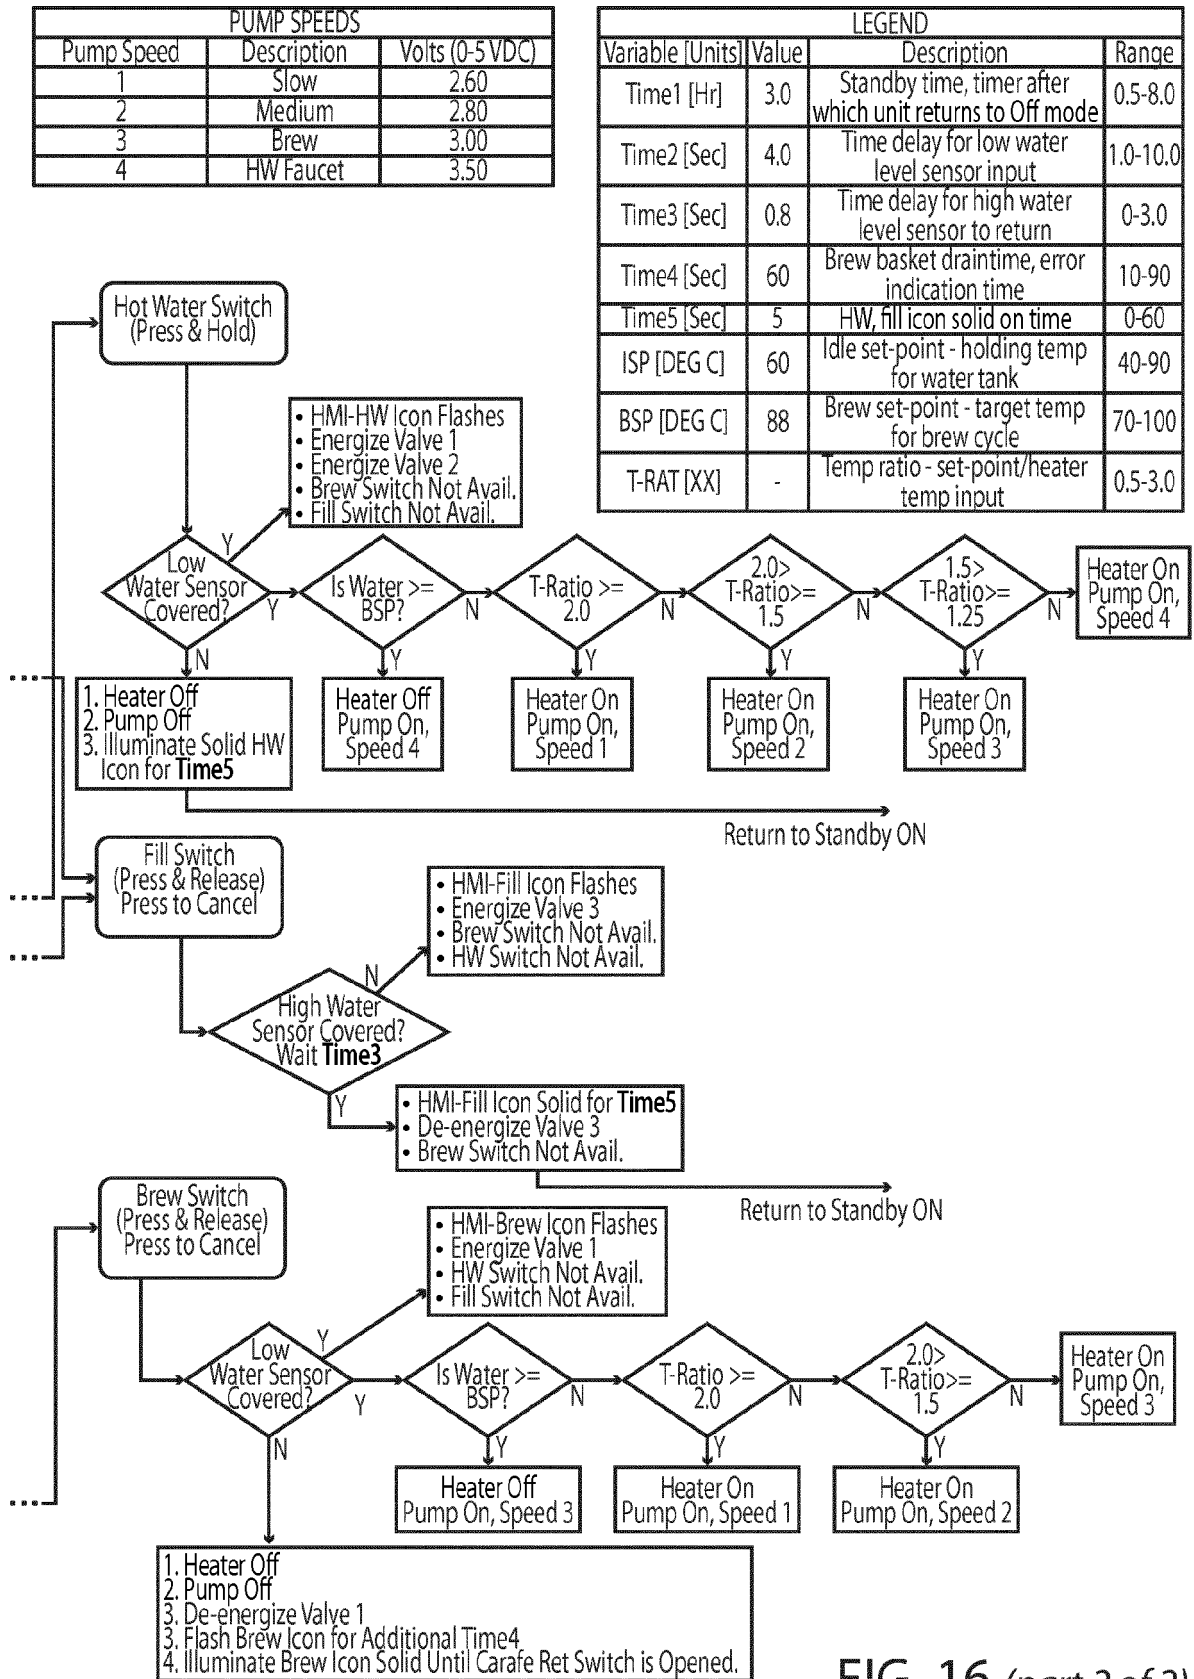 PUMP SPEEDS
Pump Speed Description Volts (0-5 VDC)
1 Slow 2.60
2 Medium 2.80
3 Brew 3.00
4 HW Faucet 3.50
LEGEND
Variable [Units] Value Description Range
Time1 [Hr] 3.0 Standby time, timer after which unit returns to Off mode 0.5-8.0
Time2 [Sec] 4.0 Time delay for low water level sensor input 1.0-10.0
Time3 [Sec] 0.8 Time delay for high water level sensor to return 0-3.0
Time4 [Sec] 60 Brew basket draintime, error indication time 10-90
Time5 [Sec] 5 HW, fill icon solid on time 0-60
ISP [DEG C] 60 Idle set-point - holding temp for water tank 40-90
BSP [DEG C] 88 Brew set-point - target temp for brew cycle 70-100
T-RAT [XX] - Temp ratio - set-point/heater temp input 0.5-3.0
Hot Water Switch
(Press & Hold)
• HMI-HW Icon Flashes
• Energize Valve 1
• Energize Valve 2
• Brew Switch Not Avail.
• Fill Switch Not Avail.
Y
Low
Water Sensor
Covered?
Y
N
Is Water >=
BSP?
N
Y
T-Ratio >=
2.0
N
Y
2.0>
T-Ratio>=
1.5
N
Y
1.5>
T-Ratio>=
1.25
N
Y
Heater On
Pump On,
Speed 4
1. Heater Off
2. Pump Off
3. Illuminate Solid HW
Icon for Time5
Heater Off
Pump On,
Speed 4
Heater On
Pump On,
Speed 1
Heater On
Pump On,
Speed 2
Heater On
Pump On,
Speed 3
Return to Standby ON
Fill Switch
(Press & Release)
Press to Cancel
• HMI-Fill Icon Flashes
• Energize Valve 3
• Brew Switch Not Avail.
• HW Switch Not Avail.
N
High Water
Sensor Covered?
Wait Time3
Y
• HMI-Fill Icon Solid for Time5
• De-energize Valve 3
• Brew Switch Not Avail.
Return to Standby ON
Brew Switch
(Press & Release)
Press to Cancel
• HMI-Brew Icon Flashes
• Energize Valve 1
• HW Switch Not Avail.
• Fill Switch Not Avail.
Y
Low
Water Sensor
Covered?
Y
N
Is Water >=
BSP?
N
Y
T-Ratio >=
2.0
N
Y
2.0>
T-Ratio>=
1.5
N
Y
Heater On
Pump On,
Speed 3
Heater Off
Pump On, Speed 3
Heater On
Pump On, Speed 1
Heater On
Pump On, Speed 2
1. Heater Off
2. Pump Off
3. De-energize Valve 1
3. Flash Brew Icon for Additional Time4
4. Illuminate Brew Icon Solid Until Carafe Ret Switch is Opened.
FIG. 16 (part 2 of 2)